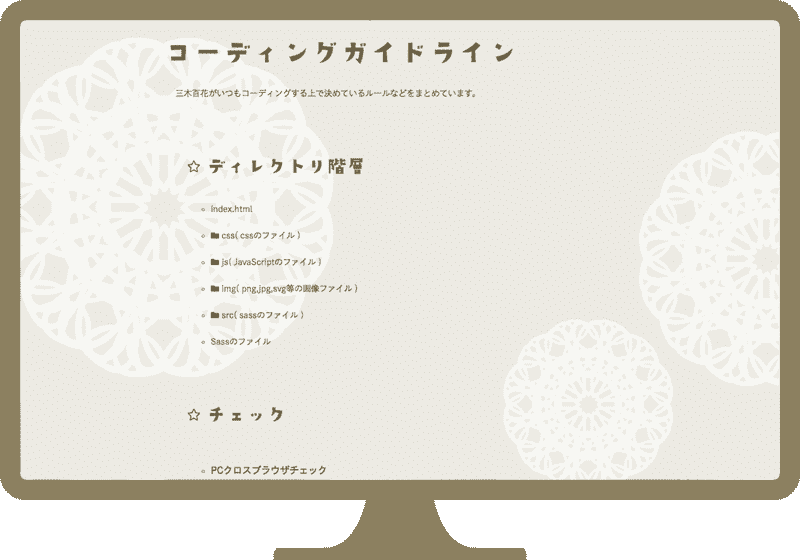 コーディングガイドライン
三木百花がいつもコーディングする上で決めているルールなどをまとめています。
ディレクトリ階層
index.html
css( cssのファイル )
js( JavaScriptのファイル )
img( png,jpg,svg等の画像ファイル )
src( sassのファイル )
Sassのファイル
チェック
PCクロスブラウザチェック